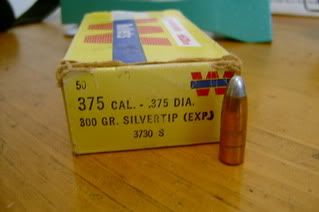 50
375 CAL. - .375 DIA.
300 GR. SILVERTIP (EXP.)
3730 S
W